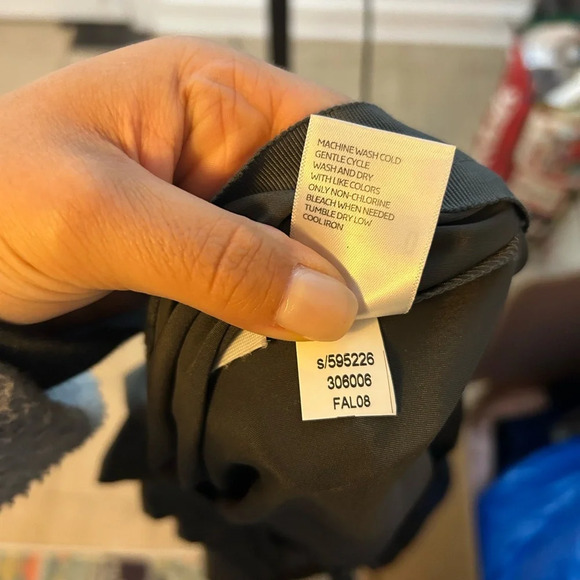 MACHINE WASH COLD
GENTLE CYCLE
WASH AND DRY
WITH LIKE COLORS
ONLY NON-CHLORINE
BLEACH WHEN NEEDED
TUMBLE DRY LOW
COOL IRON
s/595226
306006
FAL08